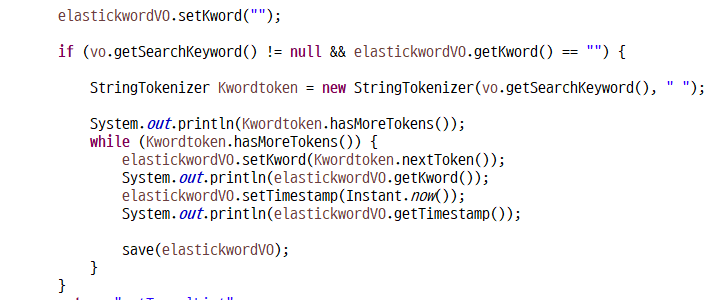 elastickwordVO.setKword("");
if (vo.getSearchKeyword() != null && elastickwordVO.getKword() == "") {
StringTokenizer Kwordtoken = new StringTokenizer(vo.getSearchKeyword(), " ");
System.out.println(Kwordtoken.hasMoreTokens());
while (Kwordtoken.hasMoreTokens()) {
elastickwordVO.setKword(Kwordtoken.nextToken());
System.out.println(elastickwordVO.getKword());
elastickwordVO.setTimestamp(Instant.now());
System.out.println(elastickwordVO.getTimestamp());
save(elastickwordVO);
}
}